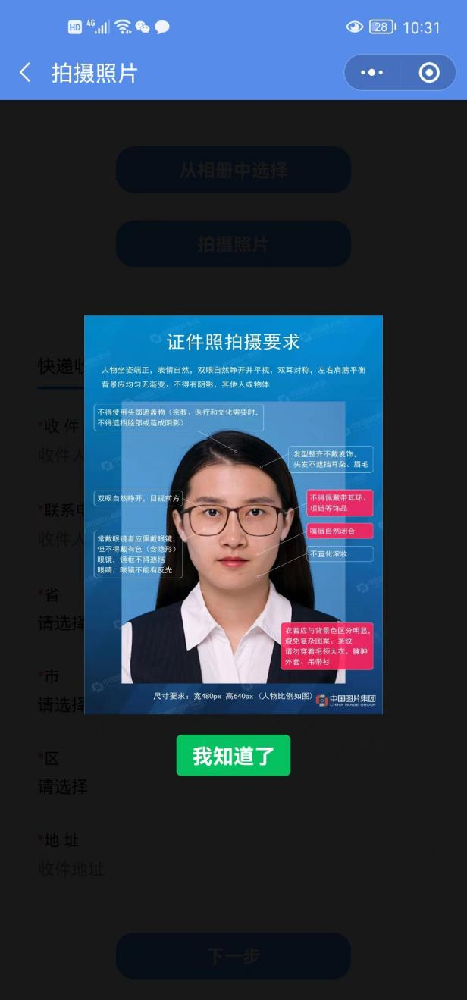 HD 4G 28 10:31
拍摄照片
从相册中选择
拍摄照片
快递收
证件照拍摄要求
人物坐姿端正，表情自然，双眼自然睁开并平视，双耳对称，左右肩膀平衡
背景应均匀无渐变、不得有阴影、其他人或物体
不得使用头部遮盖物（宗教、医疗和文化需要时，
不得遮挡脸部或造成阴影）
发型整齐不戴发饰，
头发不遮挡耳朵、眉毛
双眼自然睁开，目视前方
不得佩戴带耳环、
项链等饰品
嘴唇自然闭合
不宜化浓妆
常戴眼镜者应佩戴眼镜，
但不得戴有色（含隐形）
眼镜，镜框不得遮挡
眼睛，眼镜不能有反光
衣着应与背景色区分明显，
避免复杂图案、条纹
请勿穿着毛领大衣、臃肿
外套、吊带衫
尺寸要求：宽480px 高640px（人物比例如图）
中国图片集团
CHINA IMAGE GROUP
我知道了
*收 件
收件人
*联系电
收件人
*省
请选择
*市
请选择
*区
请选择
*地 址
收件地址
下一步